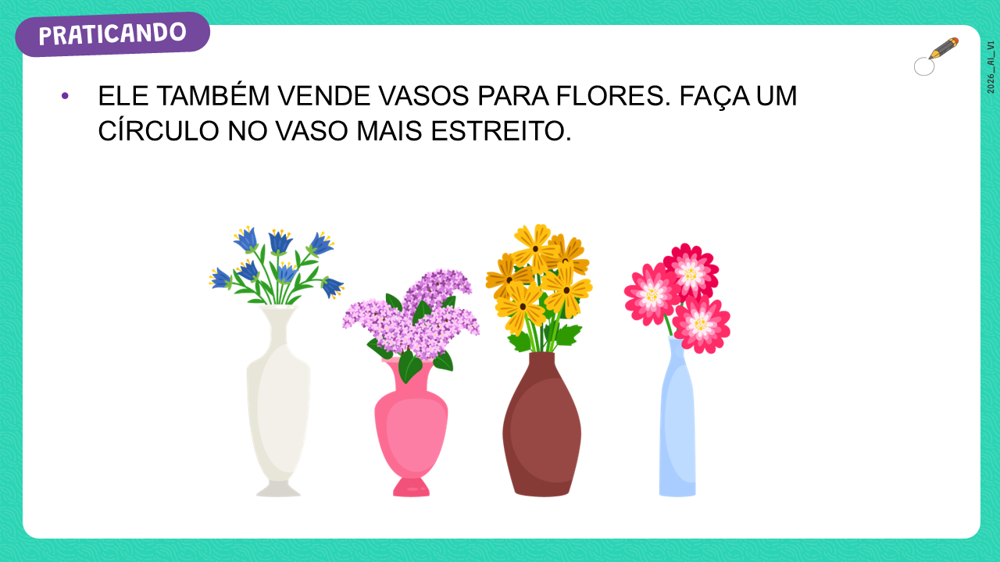 PRATICANDO
2026_AI_V1
• ELE TAMBÉM VENDE VASOS PARA FLORES. FAÇA UM
CÍRCULO NO VASO MAIS ESTREITO.